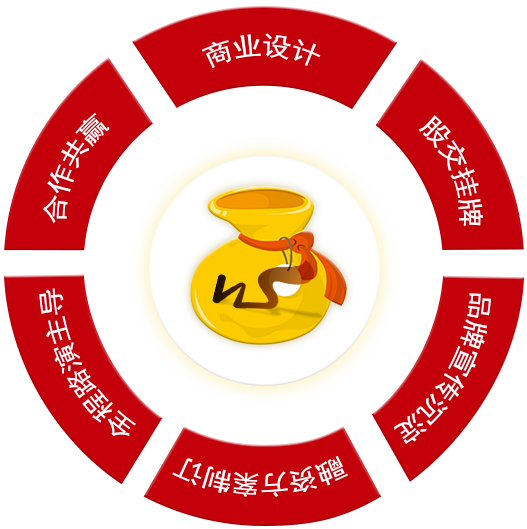 商业设计
股交挂牌
品牌宣传沉淀
融资方案制订
全程路演主导
合作共赢